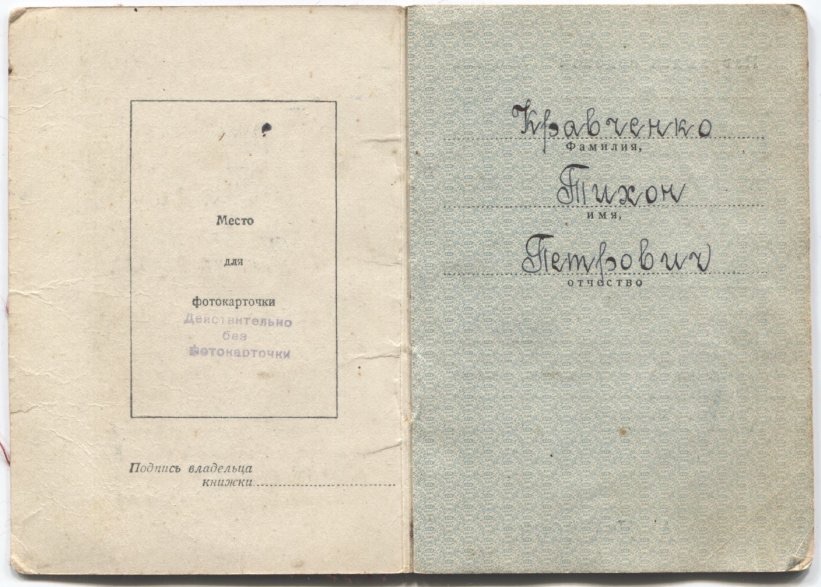 Место
для
фотокарточки
Действительно
без
фотокарточки
Подпись владельца
книжки
Кравченко
Фамилия,
Тихон
имя,
Петрович
отчество